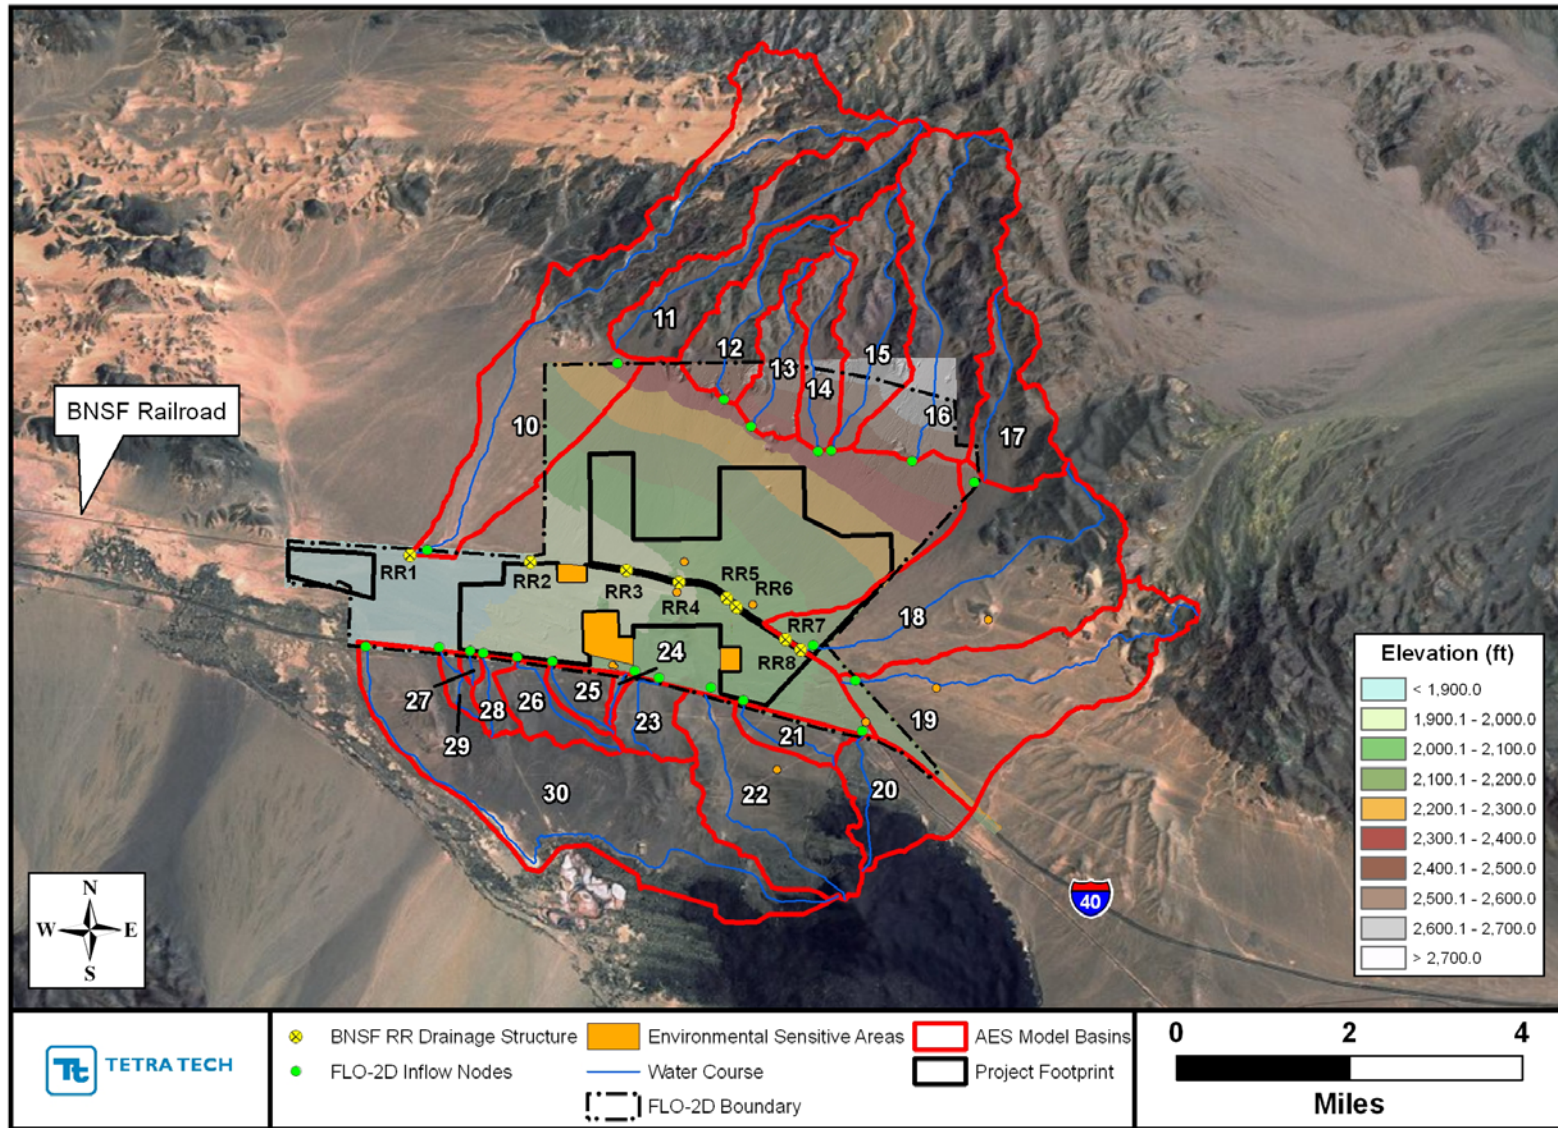 11
12
13
15
14
BNSF Railroad
10
16
17
RR1
RR2
RR3
RR4
RR5
RR6
RR7
RR8
18
24
27
25
26
28
23
29
21
19
30
22
20
N
W E
S
40
Elevation (ft)
< 1,900.0
1,900.1 - 2,000.0
2,000.1 - 2,100.0
2,100.1 - 2,200.0
2,200.1 - 2,300.0
2,300.1 - 2,400.0
2,400.1 - 2,500.0
2,500.1 - 2,600.0
2,600.1 - 2,700.0
> 2,700.0
Tt TETRA TECH
BNSF RR Drainage Structure
FLO-2D Inflow Nodes
Environmental Sensitive Areas
Water Course
FLO-2D Boundary
AES Model Basins
Project Footprint
0 2 4
Miles